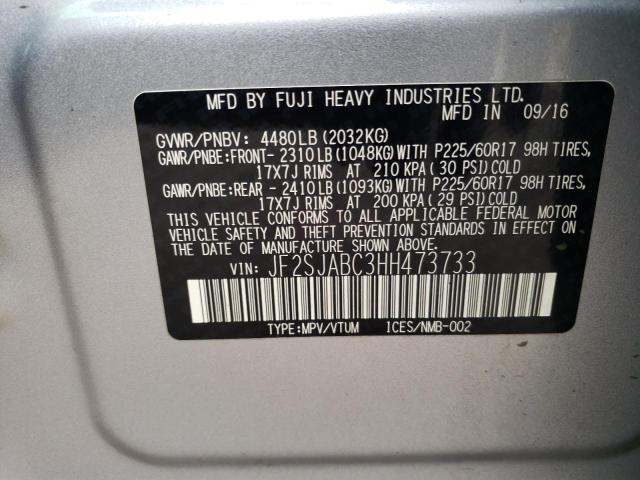 MFD BY FUJI HEAVY INDUSTRIES LTD.
MFD IN 09/16
GVWR/PNBV: 4480LB(2032KG)
GAWR/PNBE:FRONT- 2310LB(1048KG)WITH P225/60R17 98H TIRES,
17X7J RIMS AT 210 KPA( 30 PSI)COLD
GAWR/PNBE:REAR - 2410LB(1093KG)WITH P225/60R17 98H TIRES,
17X7J RIMS AT 200 KPA( 29 PSI)COLD
THIS VEHICLE CONFORMS TO ALL APPLICABLE FEDERAL MOTOR
VEHICLE SAFETY AND THEFT PREVENTION STANDARDS IN EFFECT ON
THE DATE OF MANUFACTURE SHOWN ABOVE.
VIN: JF2SJABC3HH473733
TYPE:MPV/VTUM ICES/NMB-002